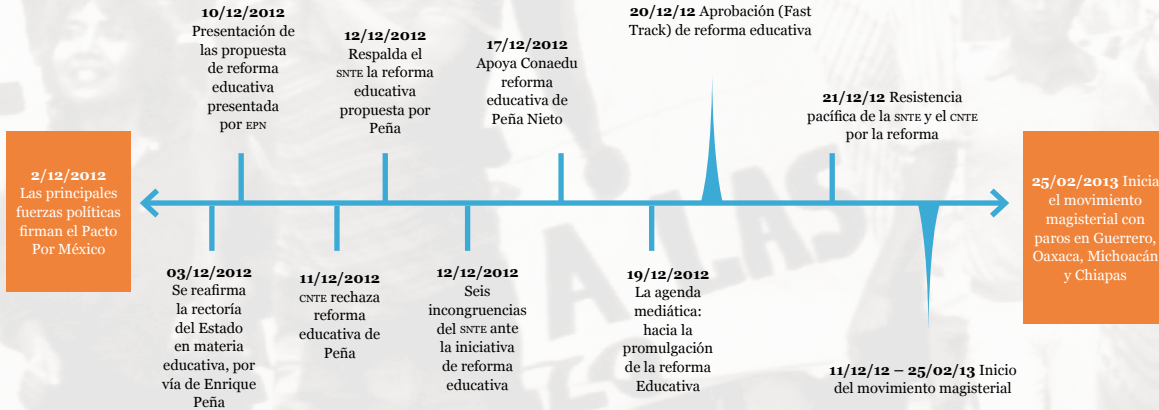 2/12/2012
Las principales
fuerzas políticas
firman el Pacto
Por México
03/12/2012
Se reafirma
la rectoría
del Estado
en materia
educativa, por
vía de Enrique
Peña
10/12/2012
Presentación de
las propuesta
de reforma
educativa
presentada
por EPN
11/12/2012
CNTE rechaza
reforma
educativa de
Peña
12/12/2012
Respalda el
SNTE la reforma
educativa
propuesta por
Peña
12/12/2012
Seis
incongruencias
del SNTE ante
la iniciativa
de reforma
educativa
17/12/2012
Apoya Conaedu
reforma
educativa de
Peña Nieto
19/12/2012
La agenda
mediática:
hacia la
promulgación
de la reforma
Educativa
20/12/12 Aprobación (Fast
Track) de reforma educativa
21/12/12 Resistencia
pacífica de la SNTE y el CNTE
por la reforma
11/12/12 – 25/02/13 Inicio
del movimiento magisterial
25/02/2013 Inicia
el movimiento
magisterial con
paros en Guerrero,
Oaxaca, Michoacán
y Chiapas
A LAS